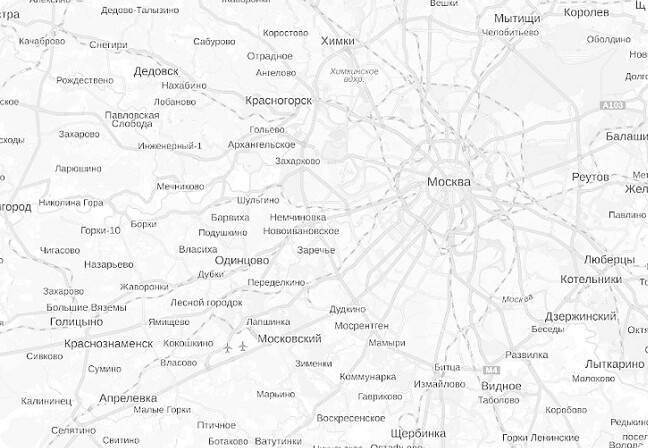 Дедово-Талызино
Вешки
Королев
Мытищи
Качаброво
Снегири
Сабурово
Коростово
Химки
Челобитьево
Оболдино
Отрадное
Дедовск
Ангелово
Химкинское
вдхр.
Рождествено
Нахабино
Лобаново
Красногорск
A103
Павловская
Слобода
Захарово
Гольево
Инженерный-1
Архангельское
Захарково
Ларюшино
Мечниково
Москва
Реутов
Николина Гора
Шульгино
Борки
Барвиха
Немчиновка
Горки-10
Подушкино
Новоивановское
Чигасово
Власиха
Заречье
Назарьево
Одинцово
Люберцы
Дубки
Котельники
Захарово
Жаворонки
Переделкино
Большие Вяземы
Лесной городок
Москва
Голицыно
Ямищево
Лапшинка
Дудкино
Мосрентген
Дзержинский
Беседы
Краснознаменск
Кокошкино
Московский
Мамыри
Сивково
Власово
Развилка
Сумино
Зименки
Битца
M4
Лыткарино
Коммунарка
Измайлово
Видное
Молоково
Калининец
Апрелевка
Марьино
Гавриково
Таболово
Малые Горки
Коробово
Воскресенское
Селятино
Птичное
Щербинка
Свитино
Ботаково
Ватутинки
Горки Ленинские